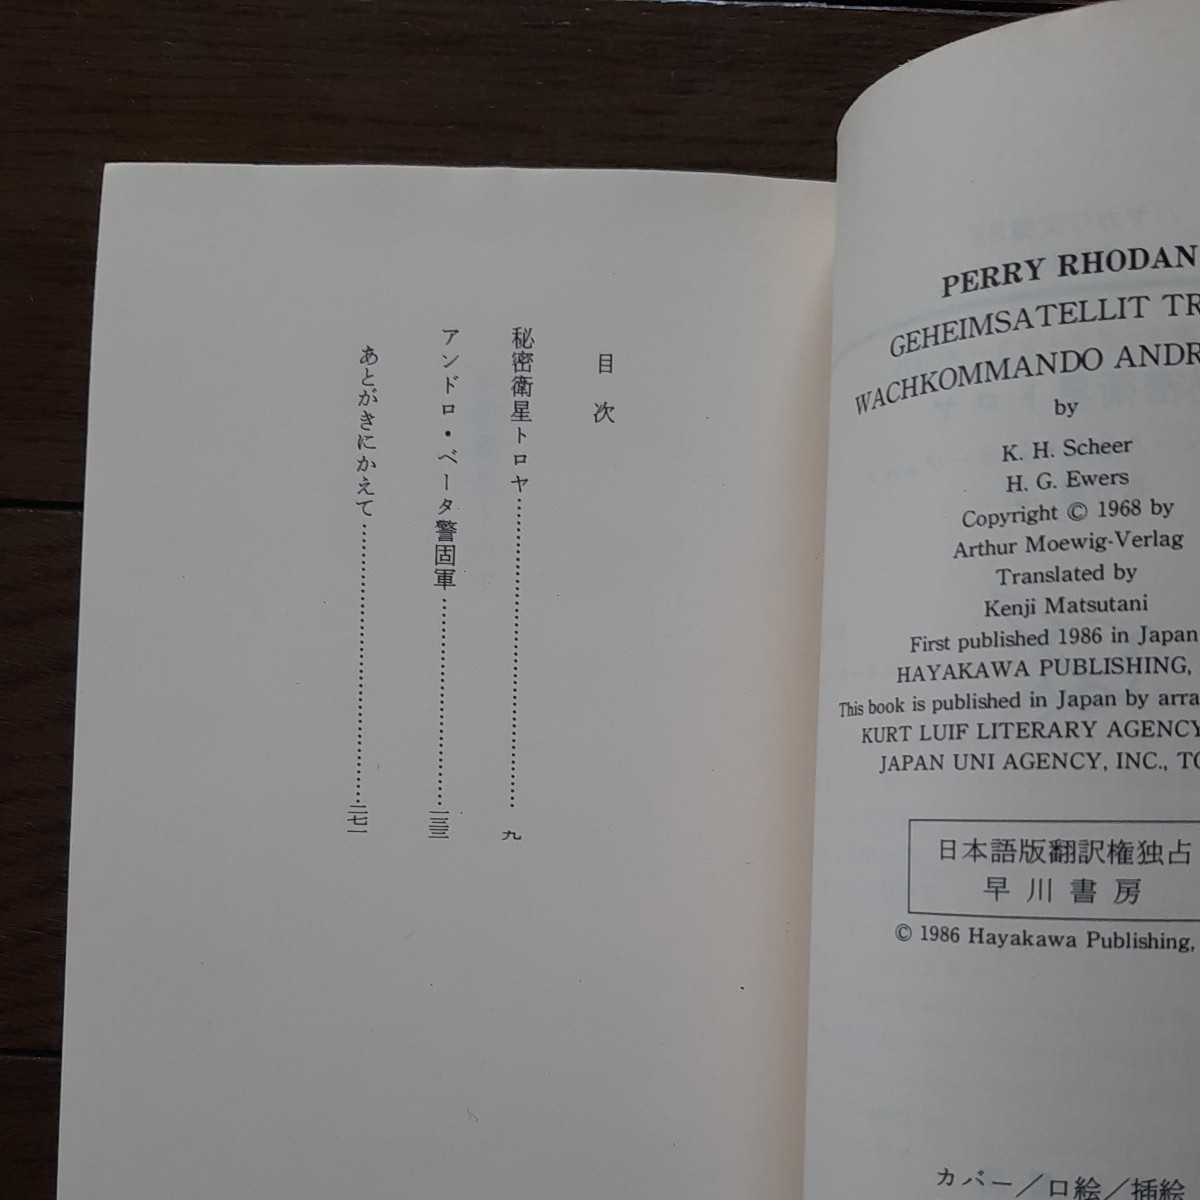 PERRY RHODAN
GEHEIMSATELLIT
WACHKOMMANDO
by
K. H. Scheer
H. G. Ewers
Copyright © 1968 by
Arthur Moewig-Verlag
Translated by
Kenji Matsutani
First published 1986 in Japan
HAYAKAWA PUBLISHING,
This book is published in Japan by
KURT LUIF LITERARY AGENCY
JAPAN UNI AGENCY, INC.,
日本語版翻訳権独占
早川書房
© 1986 Hayakawa Publishing,
カバー／口絵／挿絵
目次
秘密衛星トロヤ……九
アンドロ・ベータ警固軍……一三三
あとがきにかえて……二七一